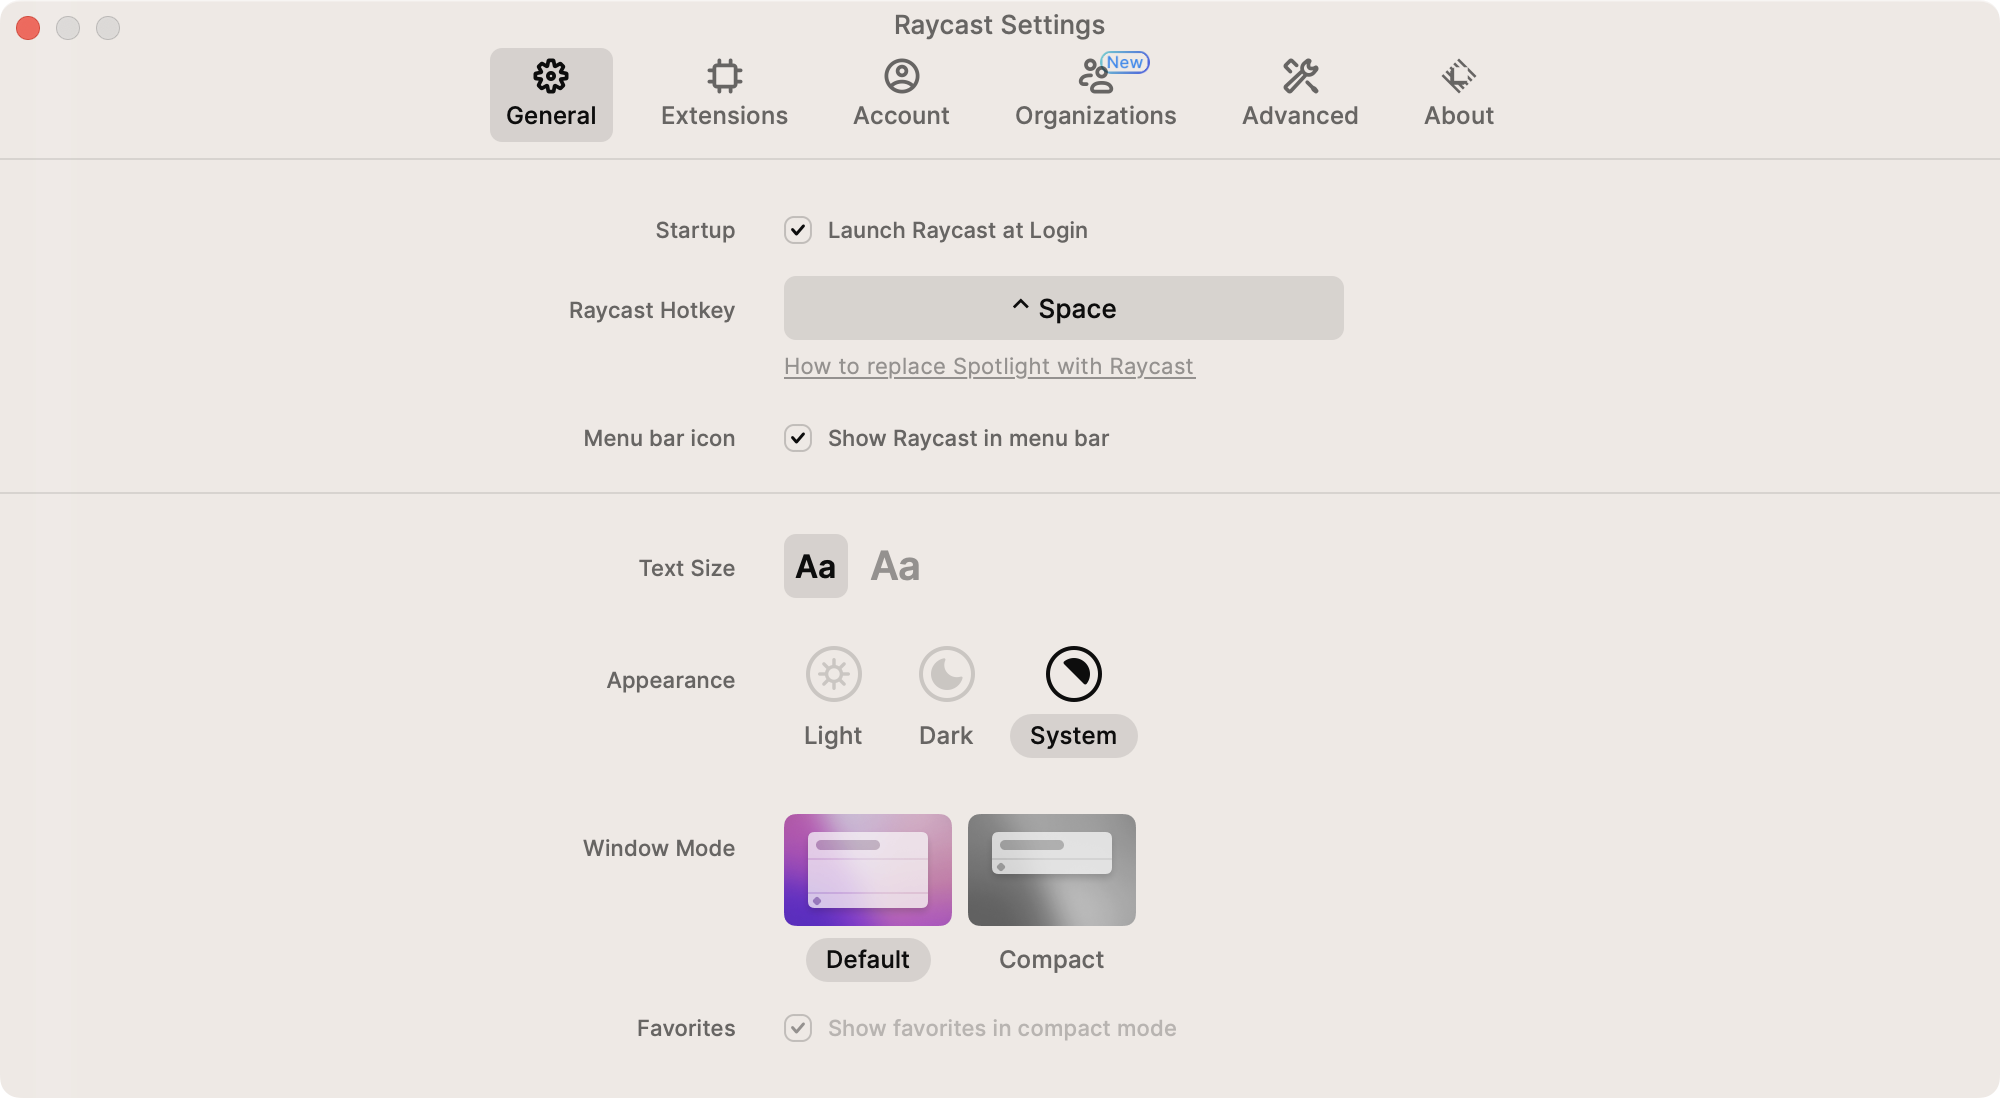 Raycast Settings
General
Extensions
Account
New
Organizations
Advanced
About
Startup
Launch Raycast at Login
Raycast Hotkey
^ Space
How to replace Spotlight with Raycast
Menu bar icon
Show Raycast in menu bar
Text Size
Aa Aa
Appearance
Light Dark System
Window Mode
Default Compact
Favorites
Show favorites in compact mode